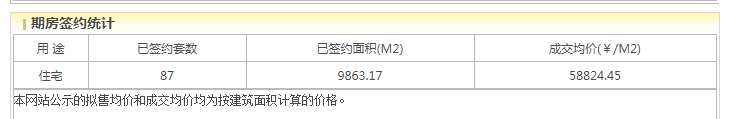 期房签约统计
用 途 已签约套数 已签约面积(M2) 成交均价(￥/M2)
住宅 87 9863.17 58824.45
本网站公示的拟售均价和成交均价均为按建筑面积计算的价格。